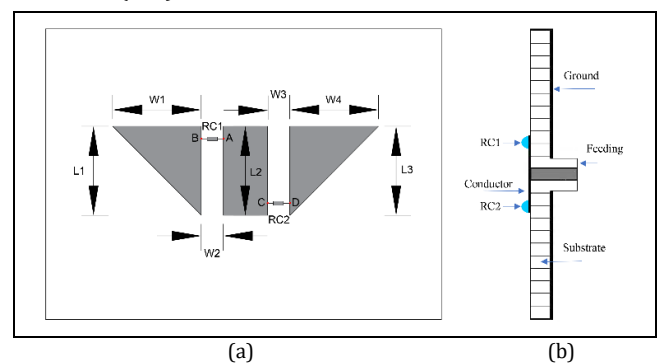 W1
W3
W4
RC1
B
A
L1
L2
L3
C
D
RC2
W2
Ground
RC1
Feeding
Conductor
RC2
Substrate
(a)
(b)